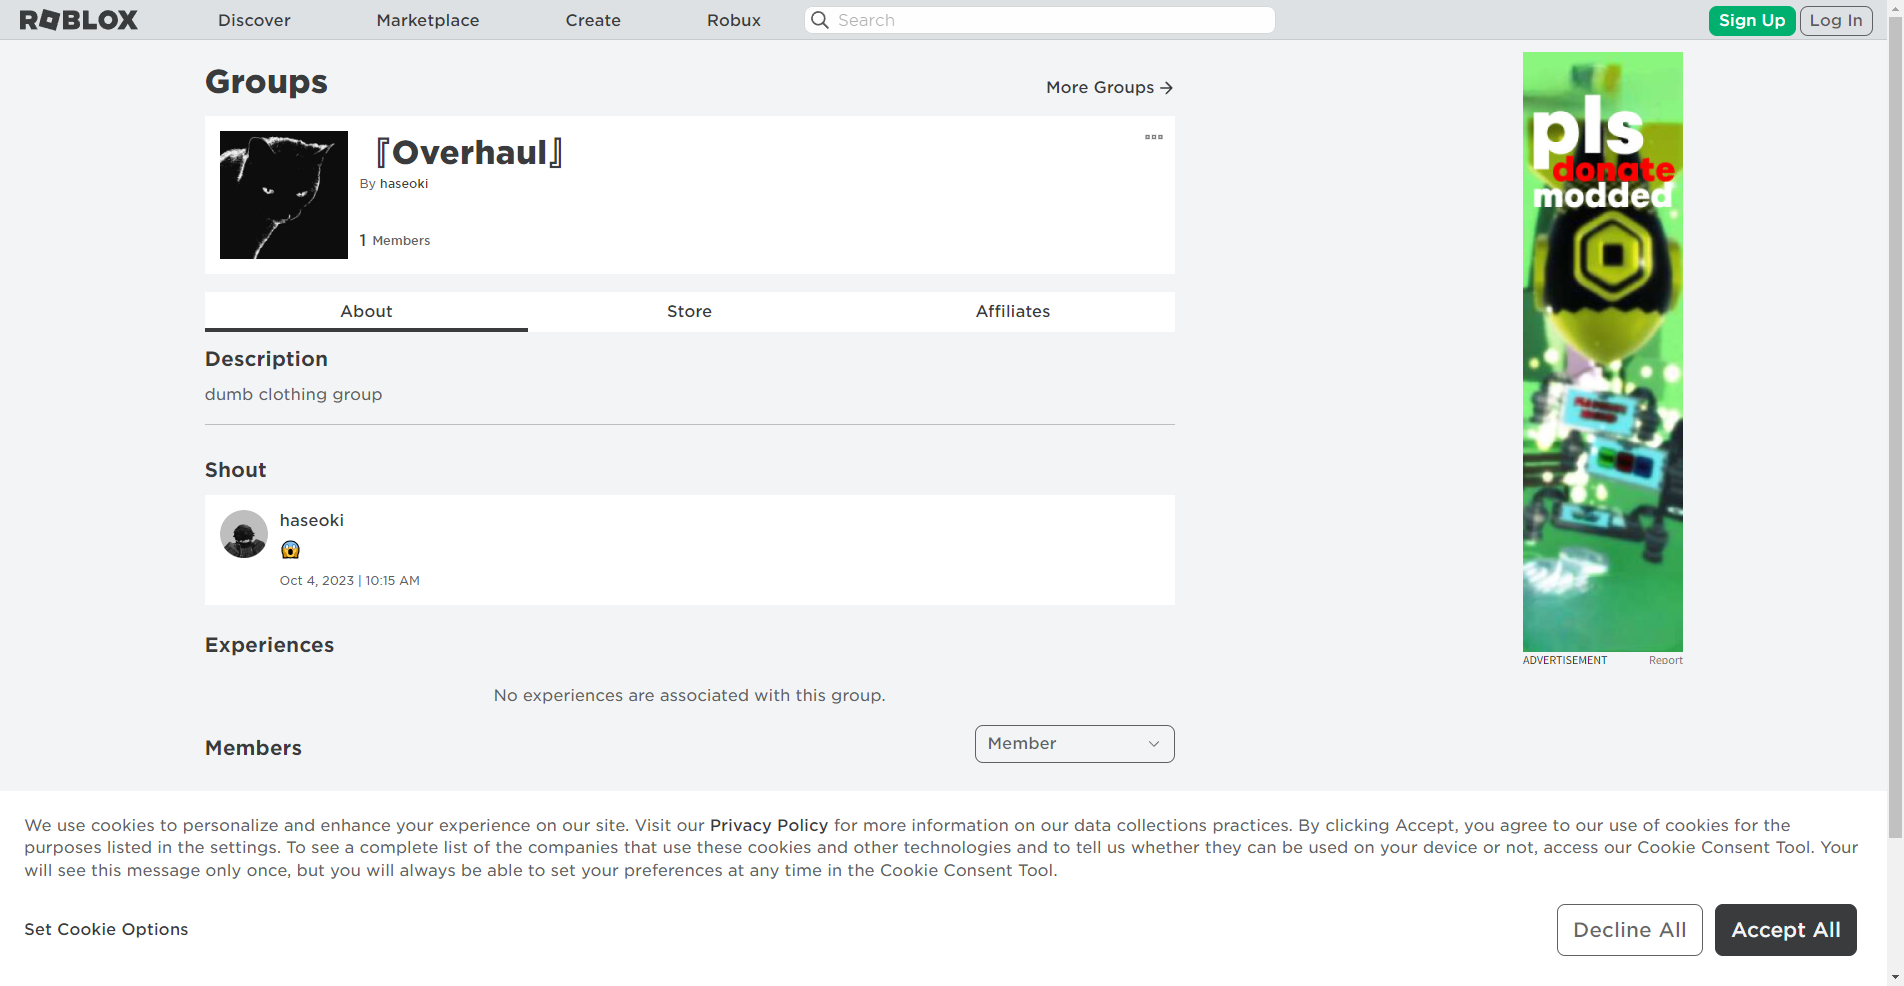 ROBLOX
Discover
Marketplace
Create
Robux
Search
Sign Up
Log In
Groups
More Groups
『Overhaul』
By haseoki
1 Members
About
Store
Affiliates
Description
dumb clothing group
Shout
haseoki
Oct 4, 2023 | 10:15 AM
Experiences
No experiences are associated with this group.
Members
Member
pls
donate
modded
ADVERTISEMENT
Report
We use cookies to personalize and enhance your experience on our site. Visit our Privacy Policy for more information on our data collections practices. By clicking Accept, you agree to our use of cookies for the
purposes listed in the settings. To see a complete list of the companies that use these cookies and other technologies and to tell us whether they can be used on your device or not, access our Cookie Consent Tool. Your
will see this message only once, but you will always be able to set your preferences at any time in the Cookie Consent Tool.
Set Cookie Options
Decline All
Accept All